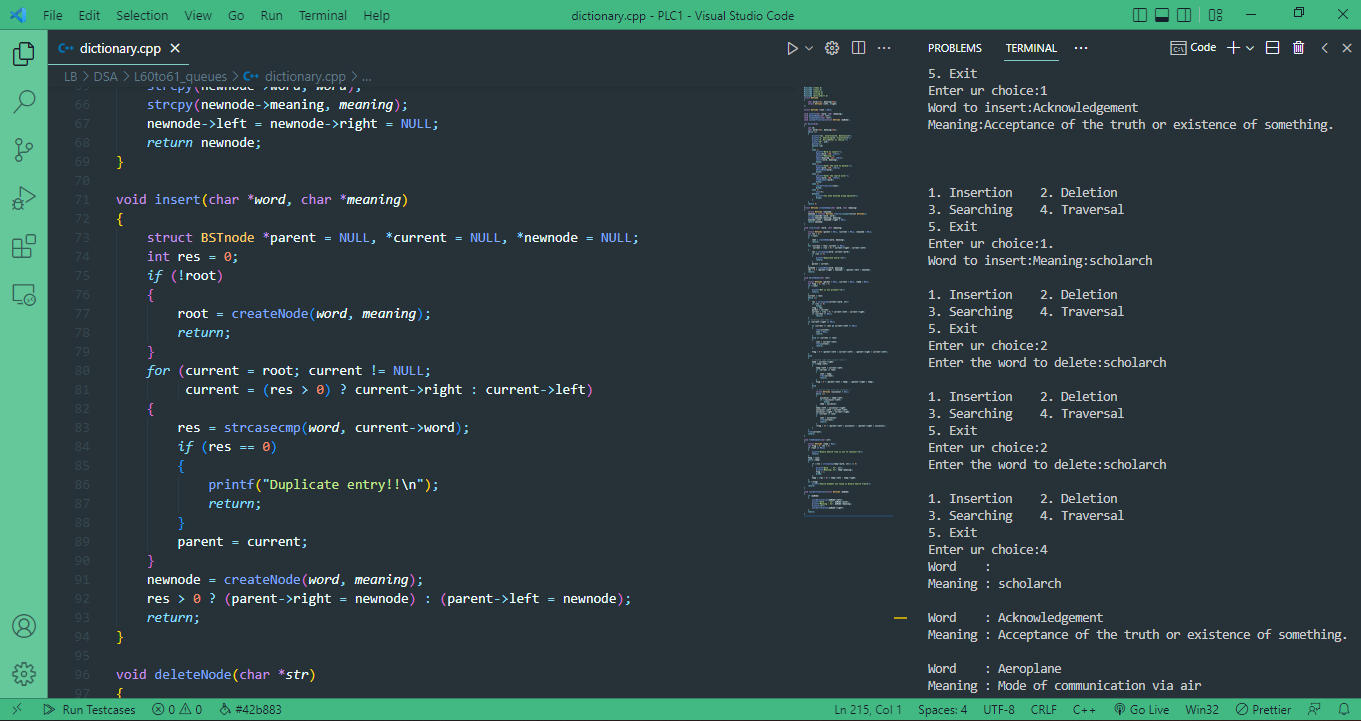 File Edit Selection View Go Run Terminal Help
dictionary.cpp - PLC1 - Visual Studio Code
dictionary.cpp
LB > DSA > L60to61_queues > dictionary.cpp > ...
65 strcpy(newnode->word, word);
66 strcpy(newnode->meaning, meaning);
67 newnode->left = newnode->right = NULL;
68 return newnode;
69 }
70
71 void insert(char *word, char *meaning)
72 {
73 struct BSTnode *parent = NULL, *current = NULL, *newnode = NULL;
74 int res = 0;
75 if (!root)
76 {
77 root = createNode(word, meaning);
78 return;
79 }
80 for (current = root; current != NULL;
81 current = (res > 0) ? current->right : current->left)
82 {
83 res = strcasecmp(word, current->word);
84 if (res == 0)
85 {
86 printf("Duplicate entry!!\n");
87 return;
88 }
89 parent = current;
90 }
91 newnode = createNode(word, meaning);
92 res > 0 ? (parent->right = newnode) : (parent->left = newnode);
93 return;
94 }
95
96 void deleteNode(char *str)
97 {
PROBLEMS TERMINAL ... Code
5. Exit
Enter ur choice:1
Word to insert:Acknowledgement
Meaning:Acceptance of the truth or existence of something.
1. Insertion 2. Deletion
3. Searching 4. Traversal
5. Exit
Enter ur choice:1.
Word to insert:Meaning:scholarch
1. Insertion 2. Deletion
3. Searching 4. Traversal
5. Exit
Enter ur choice:2
Enter the word to delete:scholarch
1. Insertion 2. Deletion
3. Searching 4. Traversal
5. Exit
Enter ur choice:2
Enter the word to delete:scholarch
1. Insertion 2. Deletion
3. Searching 4. Traversal
5. Exit
Enter ur choice:4
Word :
Meaning : scholarch
Word : Acknowledgement
Meaning : Acceptance of the truth or existence of something.
Word : Aeroplane
Meaning : Mode of communication via air
Run Testcases 0 0 #42b883 Ln 215, Col 1 Spaces: 4 UTF-8 CRLF C++ Go Live Win32 Prettier